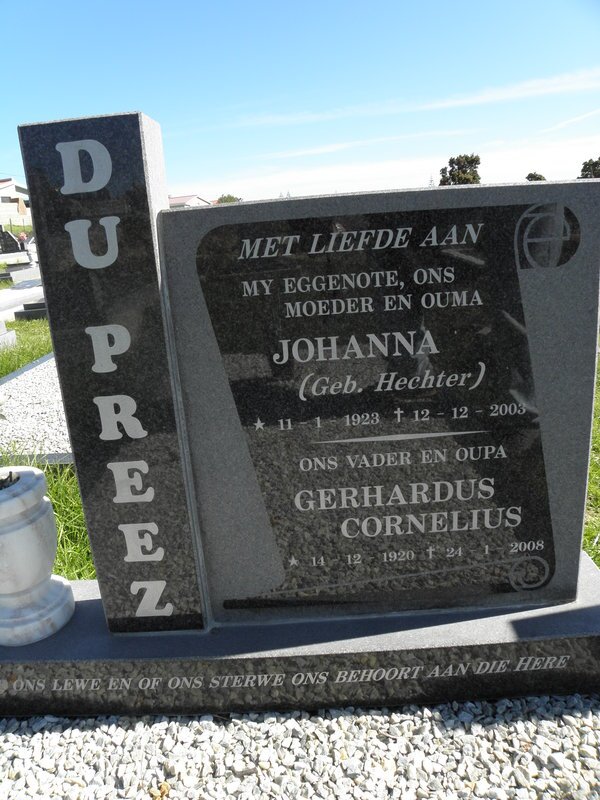 DU PREEZ
MET LIEFDE AAN
MY EGGENOTE, ONS
MOEDER EN OUMA
JOHANNA
(Geb. Hechter)
★ 11 - 1 - 1923 ✝ 12 - 12 - 2003
ONS VADER EN OUPA
GERHARDUS
CORNELIUS
★ 14 - 12 - 1920 ✝ 24 - 1 - 2008
ONS LEWE EN OF ONS STERWE ONS BEHOORT AAN DIE HERE